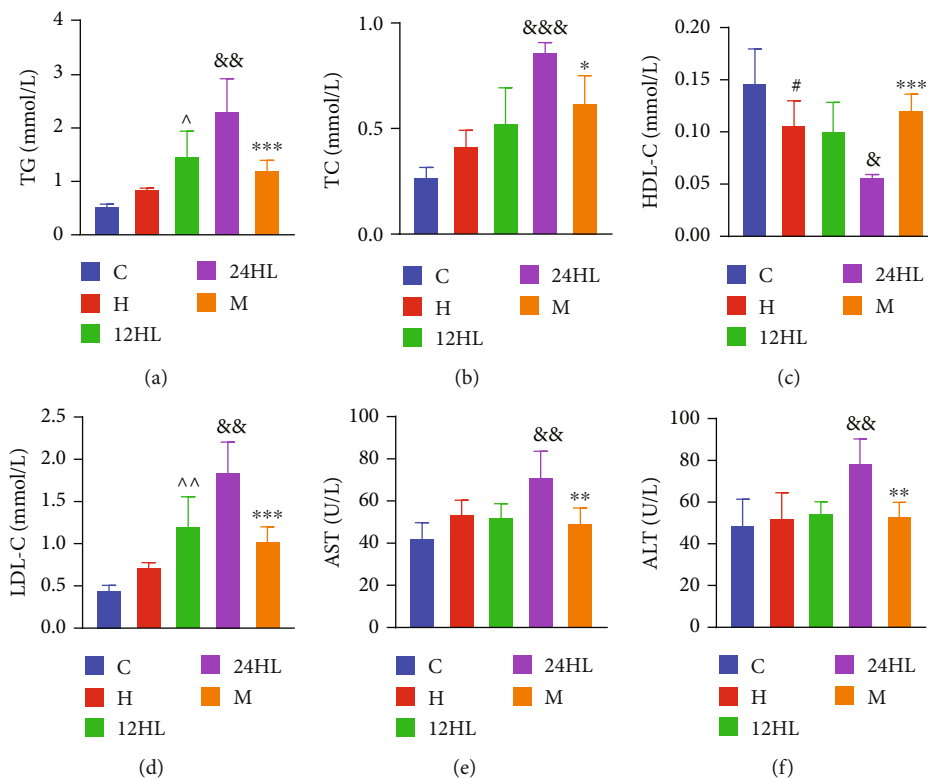 TG (mmol/L)
4
3
2
1
0
^
&&
***
C
H
12HL
24HL
M
(a)
TC (mmol/L)
1.0
0.5
0.0
&&&
*
C
H
12HL
24HL
M
(b)
HDL-C (mmol/L)
0.20
0.15
0.10
0.05
0.00
#
&
***
C
H
12HL
24HL
M
(c)
LDL-C (mmol/L)
2.5
2.0
1.5
1.0
0.5
0.0
^^
&&
***
C
H
12HL
24HL
M
(d)
AST (U/L)
100
80
60
40
20
0
&&
**
C
H
12HL
24HL
M
(e)
ALT (U/L)
100
80
60
40
20
0
&&
**
C
H
12HL
24HL
M
(f)